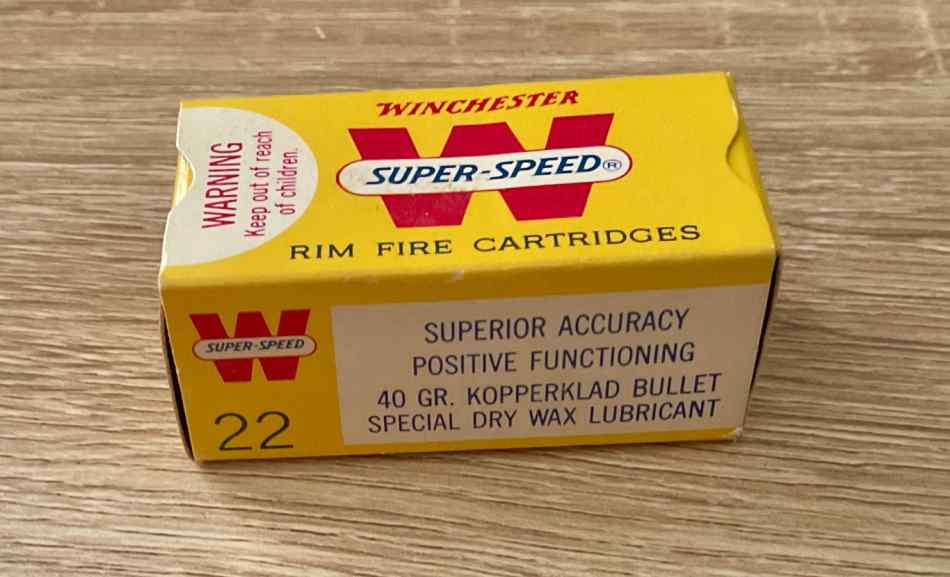 WARNING
Keep out of reach
of children.
WINCHESTER
W
SUPER-SPEED®
RIM FIRE CARTRIDGES
W
SUPER-SPEED
22
SUPERIOR ACCURACY
POSITIVE FUNCTIONING
40 GR. KOPPERKLAD BULLET
SPECIAL DRY WAX LUBRICANT